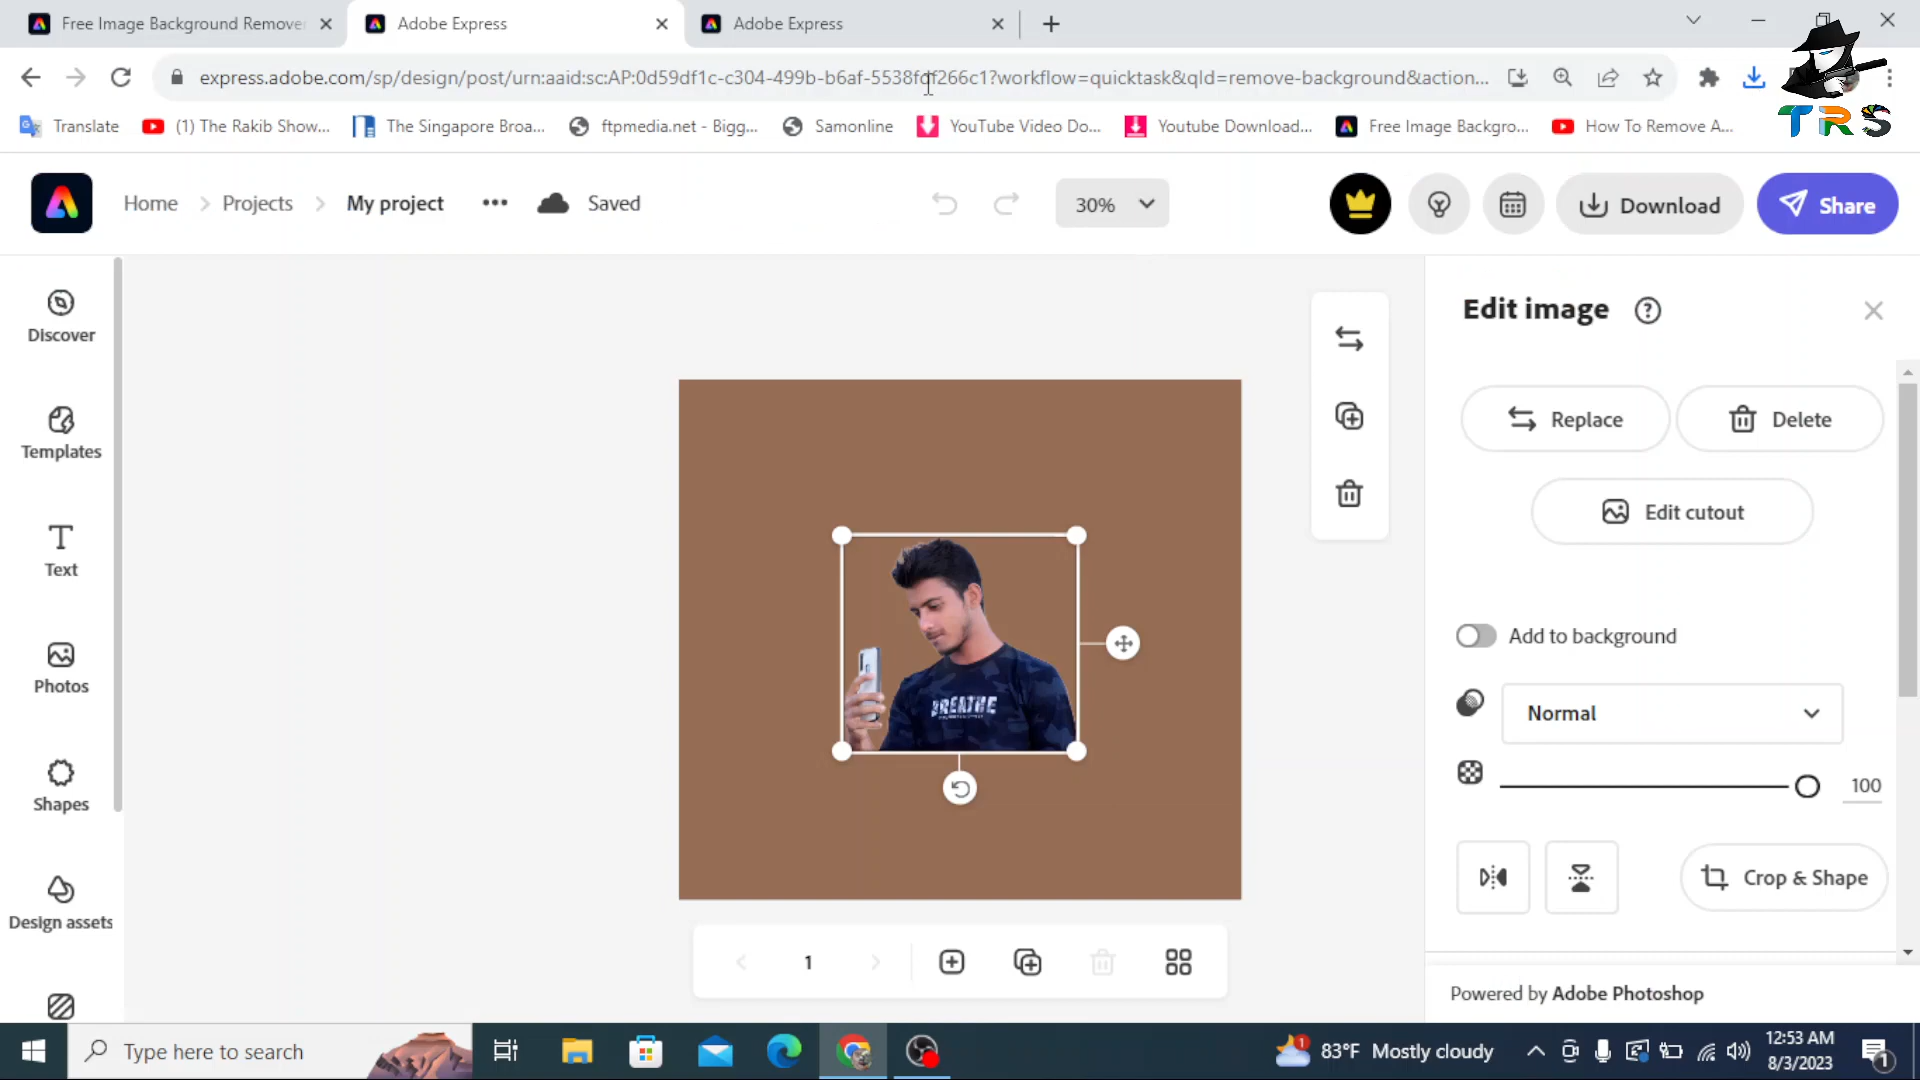 Free Image Background Remover
Adobe Express
Adobe Express
express.adobe.com/sp/design/post/urn:aaid:sc:AP:0d59df1c-c304-499b-b6af-5538fdf266c1?workflow=quicktask&qId=remove-background&action...
TRS
Translate
(1) The Rakib Show...
The Singapore Broa...
ftpmedia.net - Bigg...
Samonline
YouTube Video Do...
Youtube Download...
Free Image Backgro...
How To Remove A...
Home
Projects
My project
Saved
30%
Download
Share
Discover
Templates
Text
Photos
Shapes
Design assets
BREATHE
1
Edit image
Replace
Delete
Edit cutout
Add to background
Normal
100
Crop & Shape
Powered by Adobe Photoshop
Type here to search
1
83°F Mostly cloudy
12:53 AM
8/3/2023
1